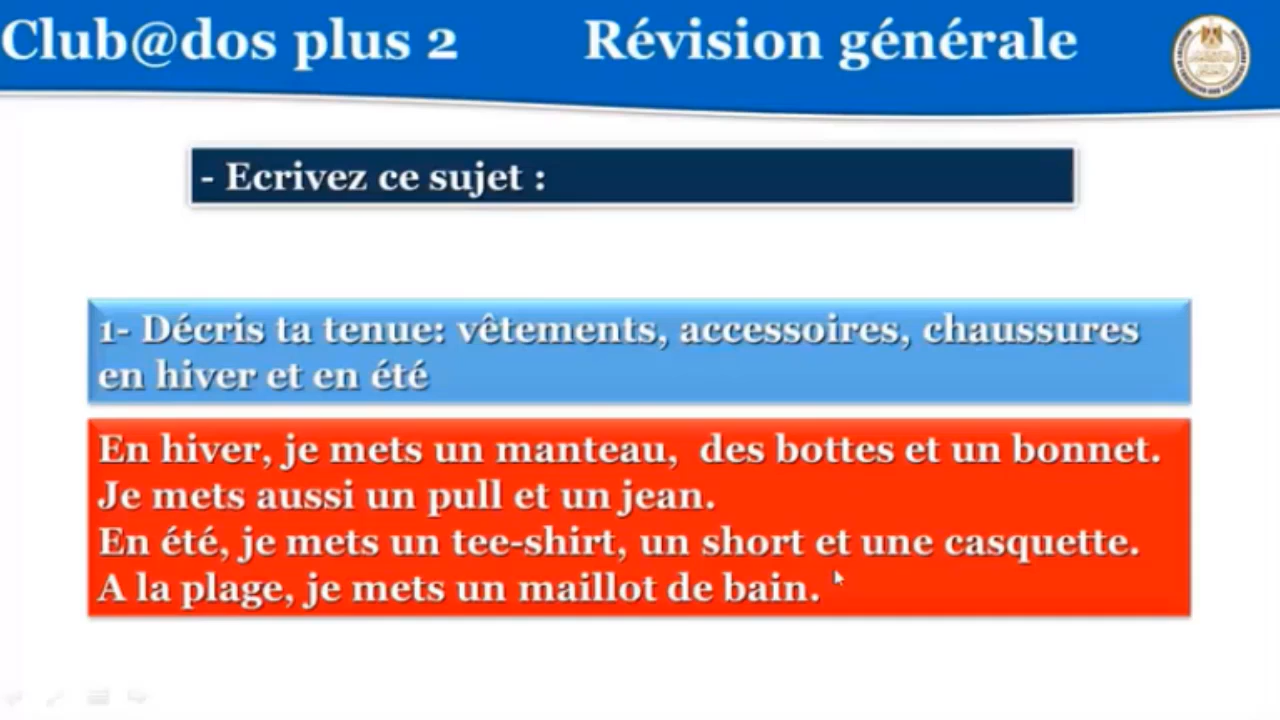 Club@dos plus 2 Révision générale
- Ecrivez ce sujet :
1- Décris ta tenue: vêtements, accessoires, chaussures
en hiver et en été
En hiver, je mets un manteau, des bottes et un bonnet.
Je mets aussi un pull et un jean.
En été, je mets un tee-shirt, un short et une casquette.
A la plage, je mets un maillot de bain.